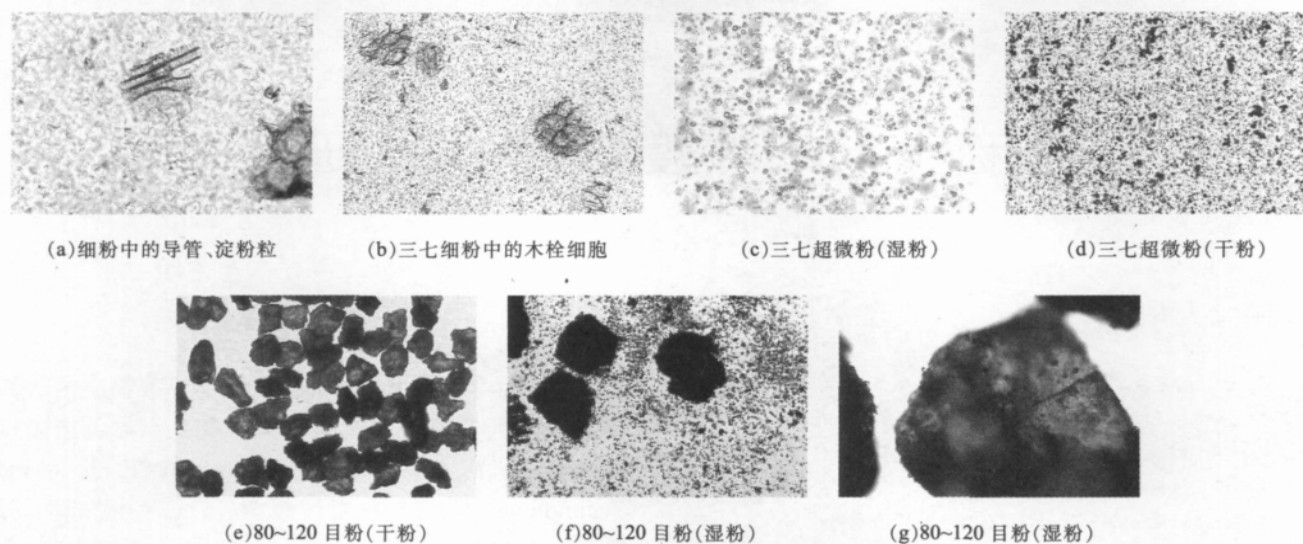 (a)细粉中的导管、淀粉粒
(b)三七细粉中的木栓细胞
(c)三七超微粉(湿粉)
(d)三七超微粉(干粉)
(e)80~120 目粉(干粉)
(f)80~120 目粉(湿粉)
(g)80~120 目粉(湿粉)